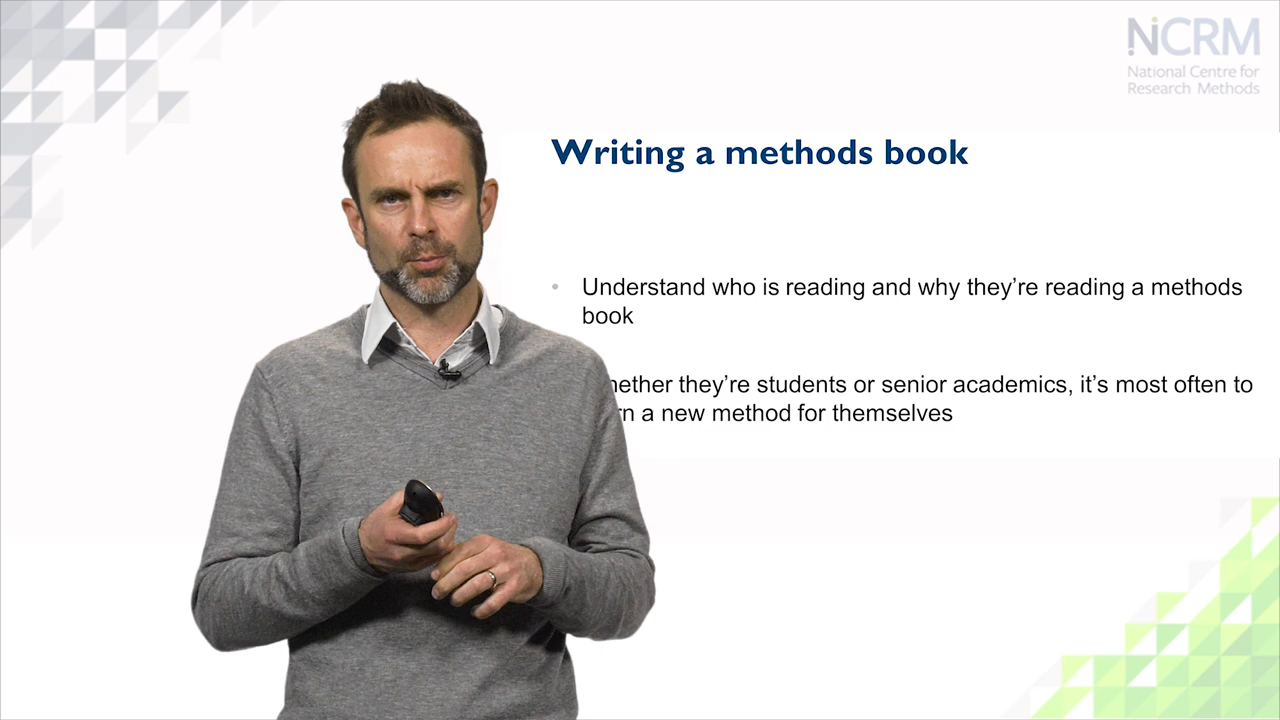 NCRM
National Centre for
Research Methods
Writing a methods book
• Understand who is reading and why they're reading a methods
book
they're students or senior academics, it's most often to
a new method for themselves